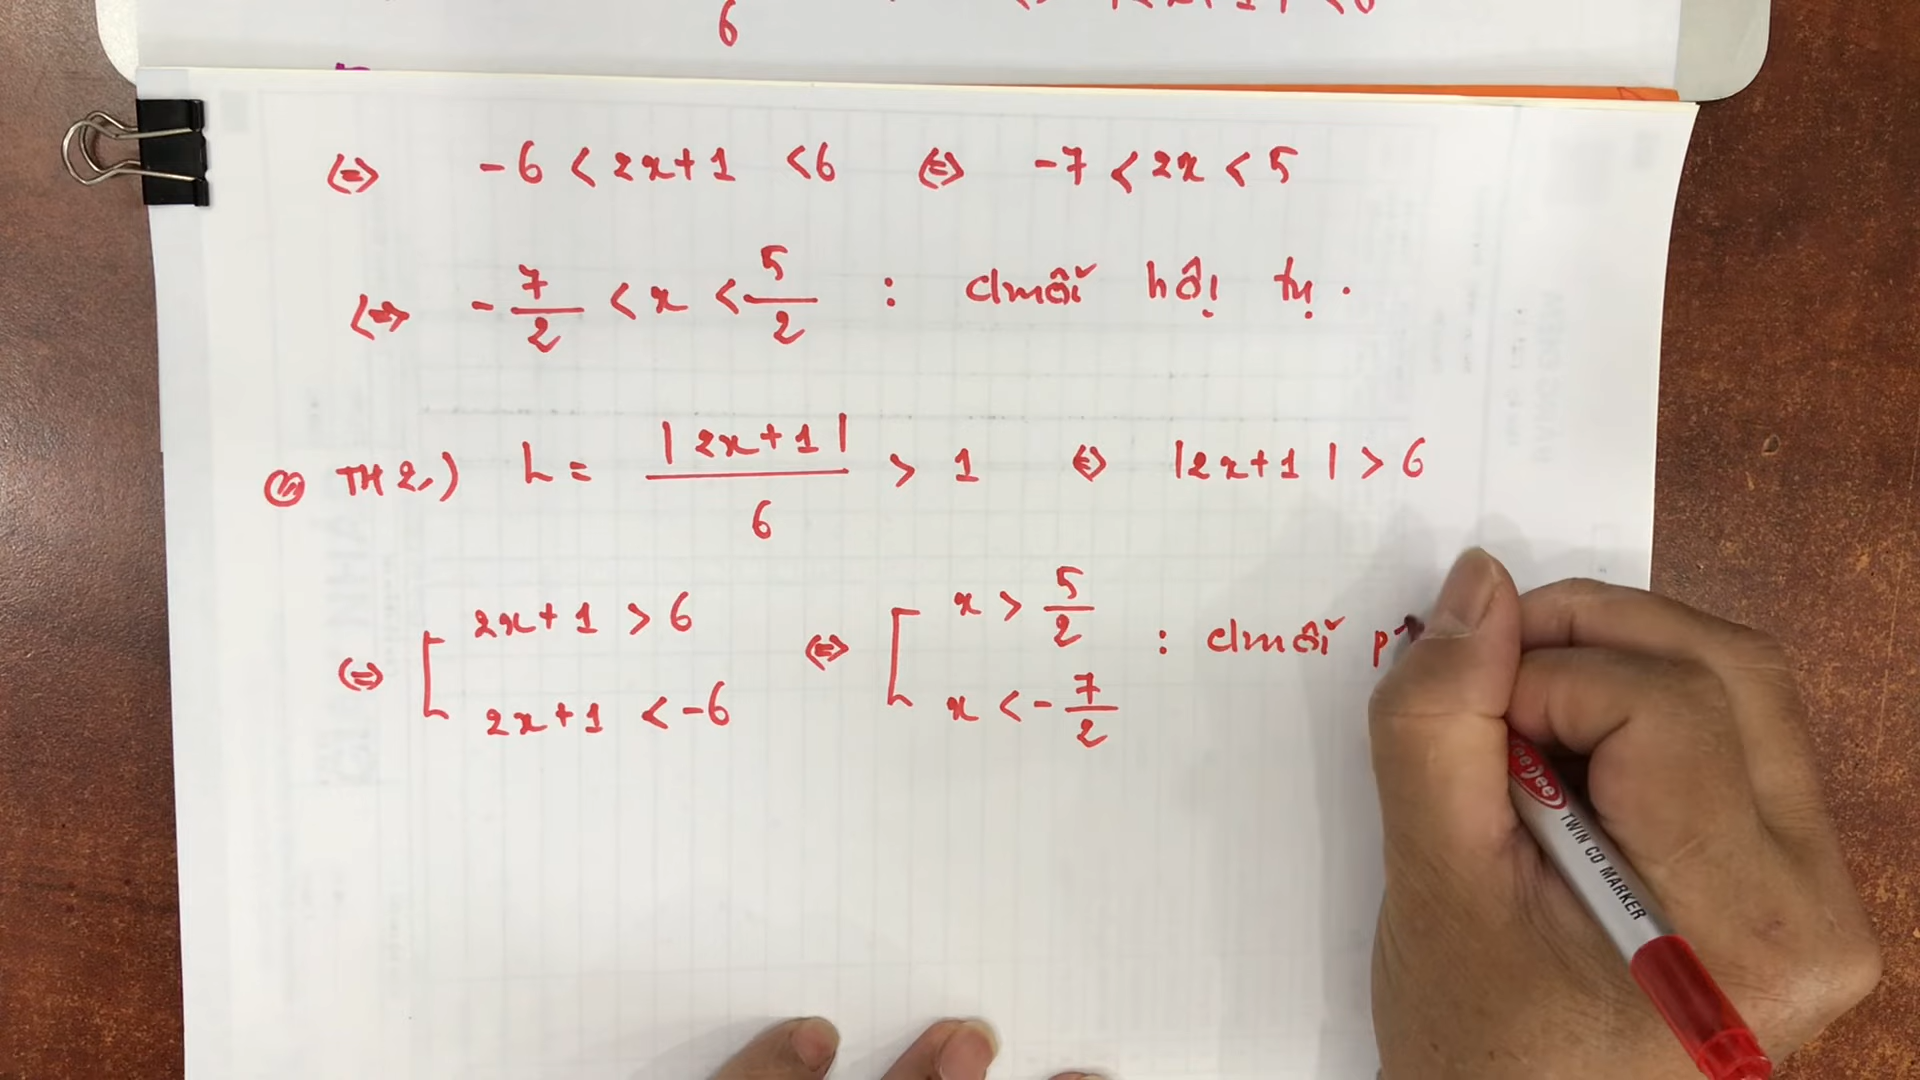 6
⇔ -6 < 2x+1 < 6 ⇔ -7 < 2x < 5
⇔ -7/2 < x < 5/2 : chuỗi hội tụ.
TH2.) L = |2x+1|/6 > 1 ⇔ |2x+1| > 6
⇔ [ 2x+1 > 6 ⇔ [ x > 5/2 : chuỗi p
2x+1 < -6 x < -7/2
TWIN CD MARKER